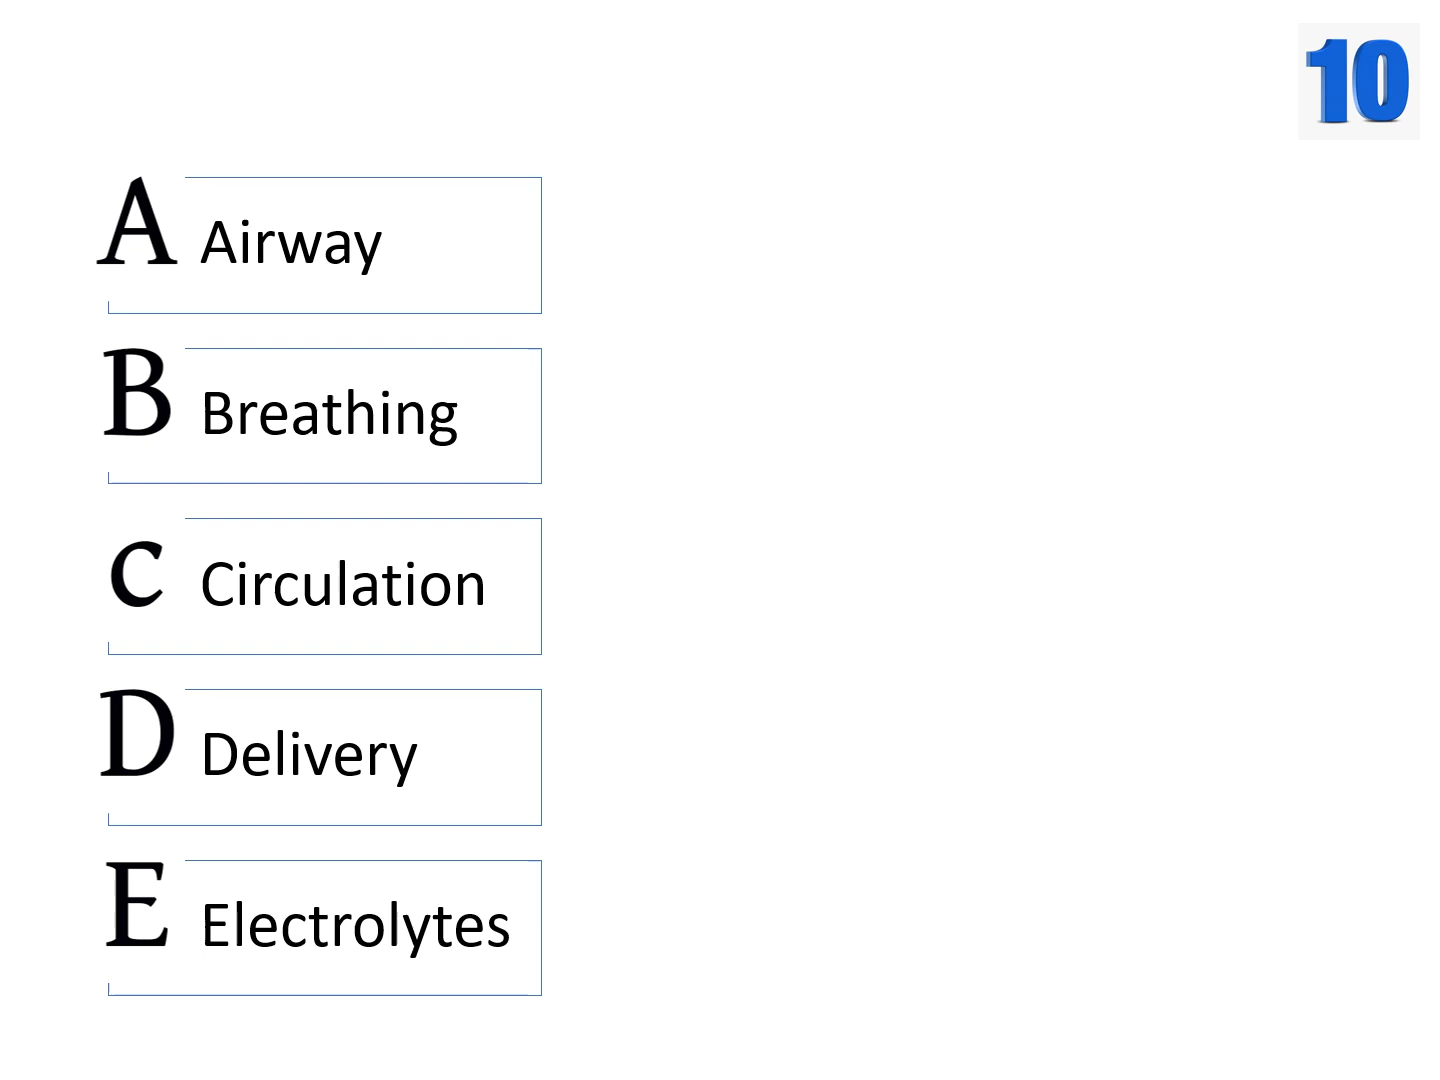 10
A Airway
B Breathing
c Circulation
D Delivery
E Electrolytes